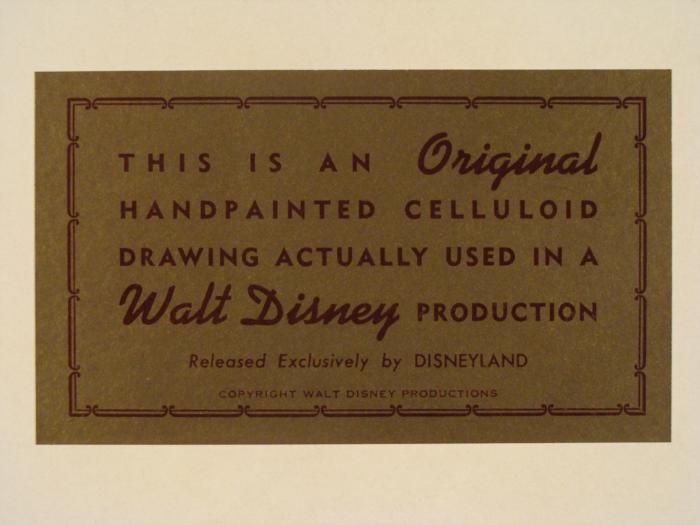 THIS IS AN Original
HANDPAINTED CELLULOID
DRAWING ACTUALLY USED IN A
Walt Disney PRODUCTION
Released Exclusively by DISNEYLAND
COPYRIGHT WALT DISNEY PRODUCTIONS